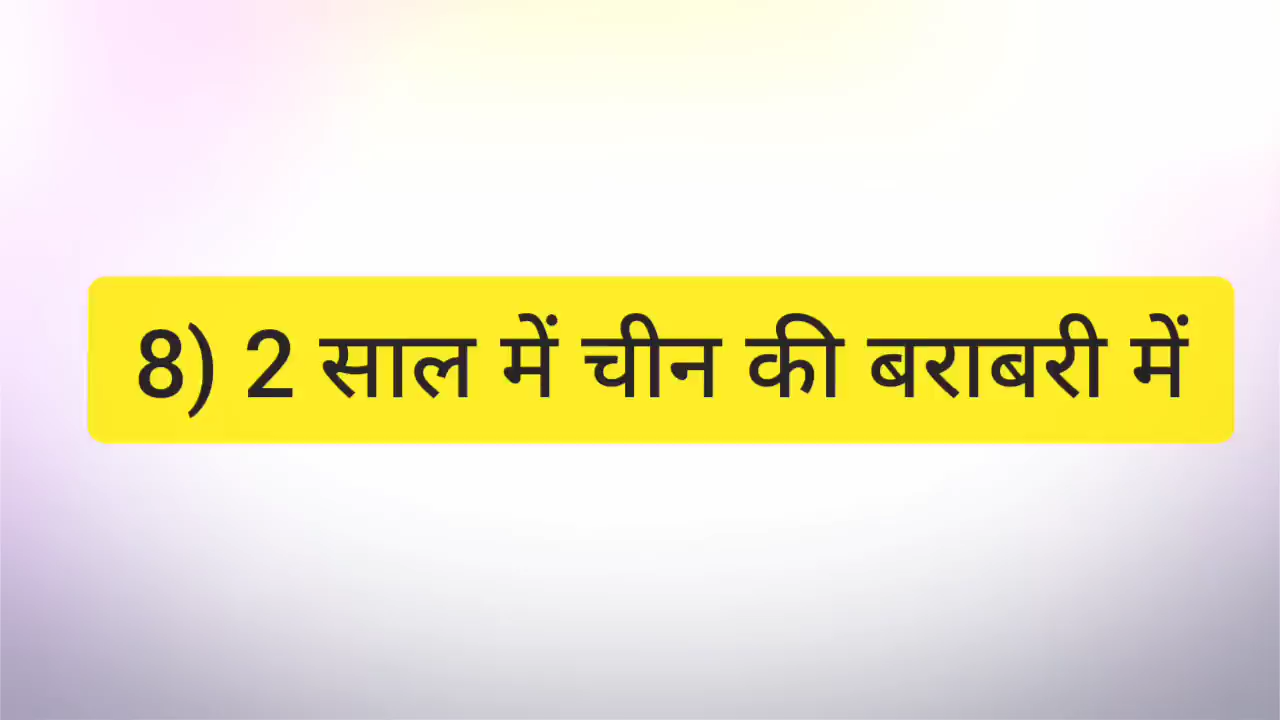 8) 2 साल में चीन की बराबरी में